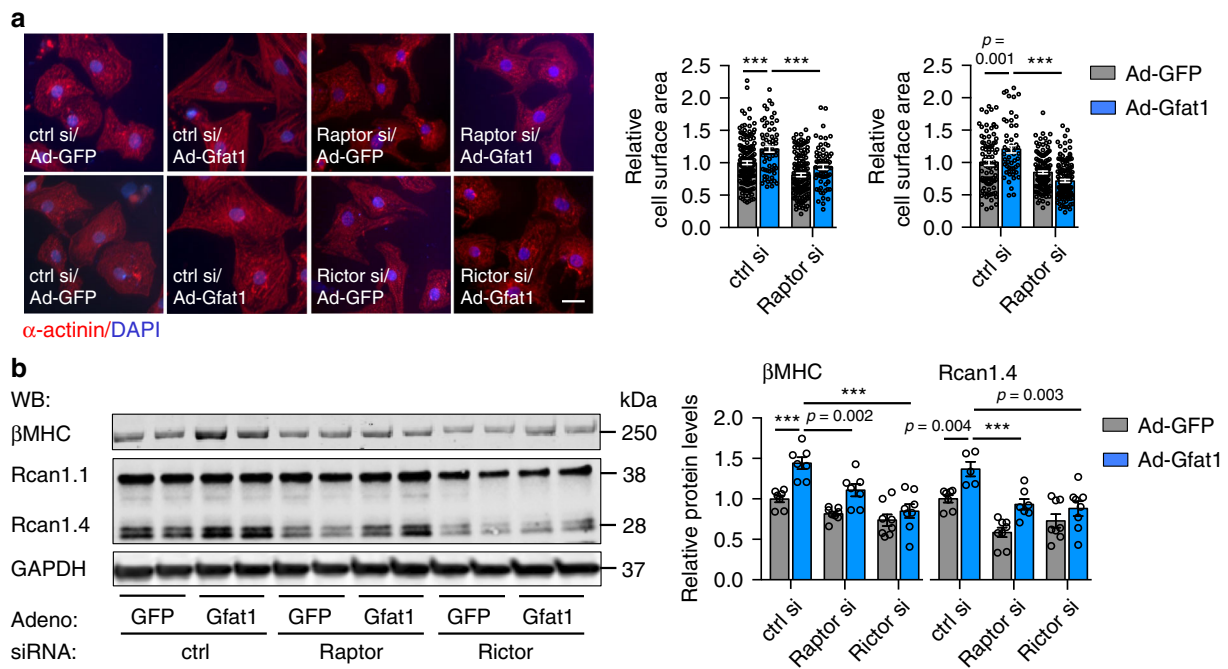 a
ctrl si/
Ad-GFP
ctrl si/
Ad-Gfat1
Raptor si/
Ad-GFP
Raptor si/
Ad-Gfat1
ctrl si/
Ad-GFP
ctrl si/
Ad-Gfat1
Rictor si/
Ad-GFP
Rictor si/
Ad-Gfat1
α-actinin/DAPI
Relative
cell surface area
2.5
2.0
1.5
1.0
0.5
0.0
*** ***
ctrl si
Raptor si
Relative
cell surface area
2.5
2.0
1.5
1.0
0.5
0.0
p =
0.001 ***
ctrl si
Raptor si
Ad-GFP
Ad-Gfat1
b
WB:
kDa
βMHC
250
Rcan1.1
38
Rcan1.4
28
GAPDH
37
Adeno: GFP Gfat1 GFP Gfat1 GFP Gfat1
siRNA: ctrl Raptor Rictor
Relative protein levels
2.0
1.5
1.0
0.5
0.0
βMHC
***
*** p = 0.002
ctrl si
Raptor si
Rictor si
Rcan1.4
p = 0.003
p = 0.004 ***
ctrl si
Raptor si
Rictor si
Ad-GFP
Ad-Gfat1